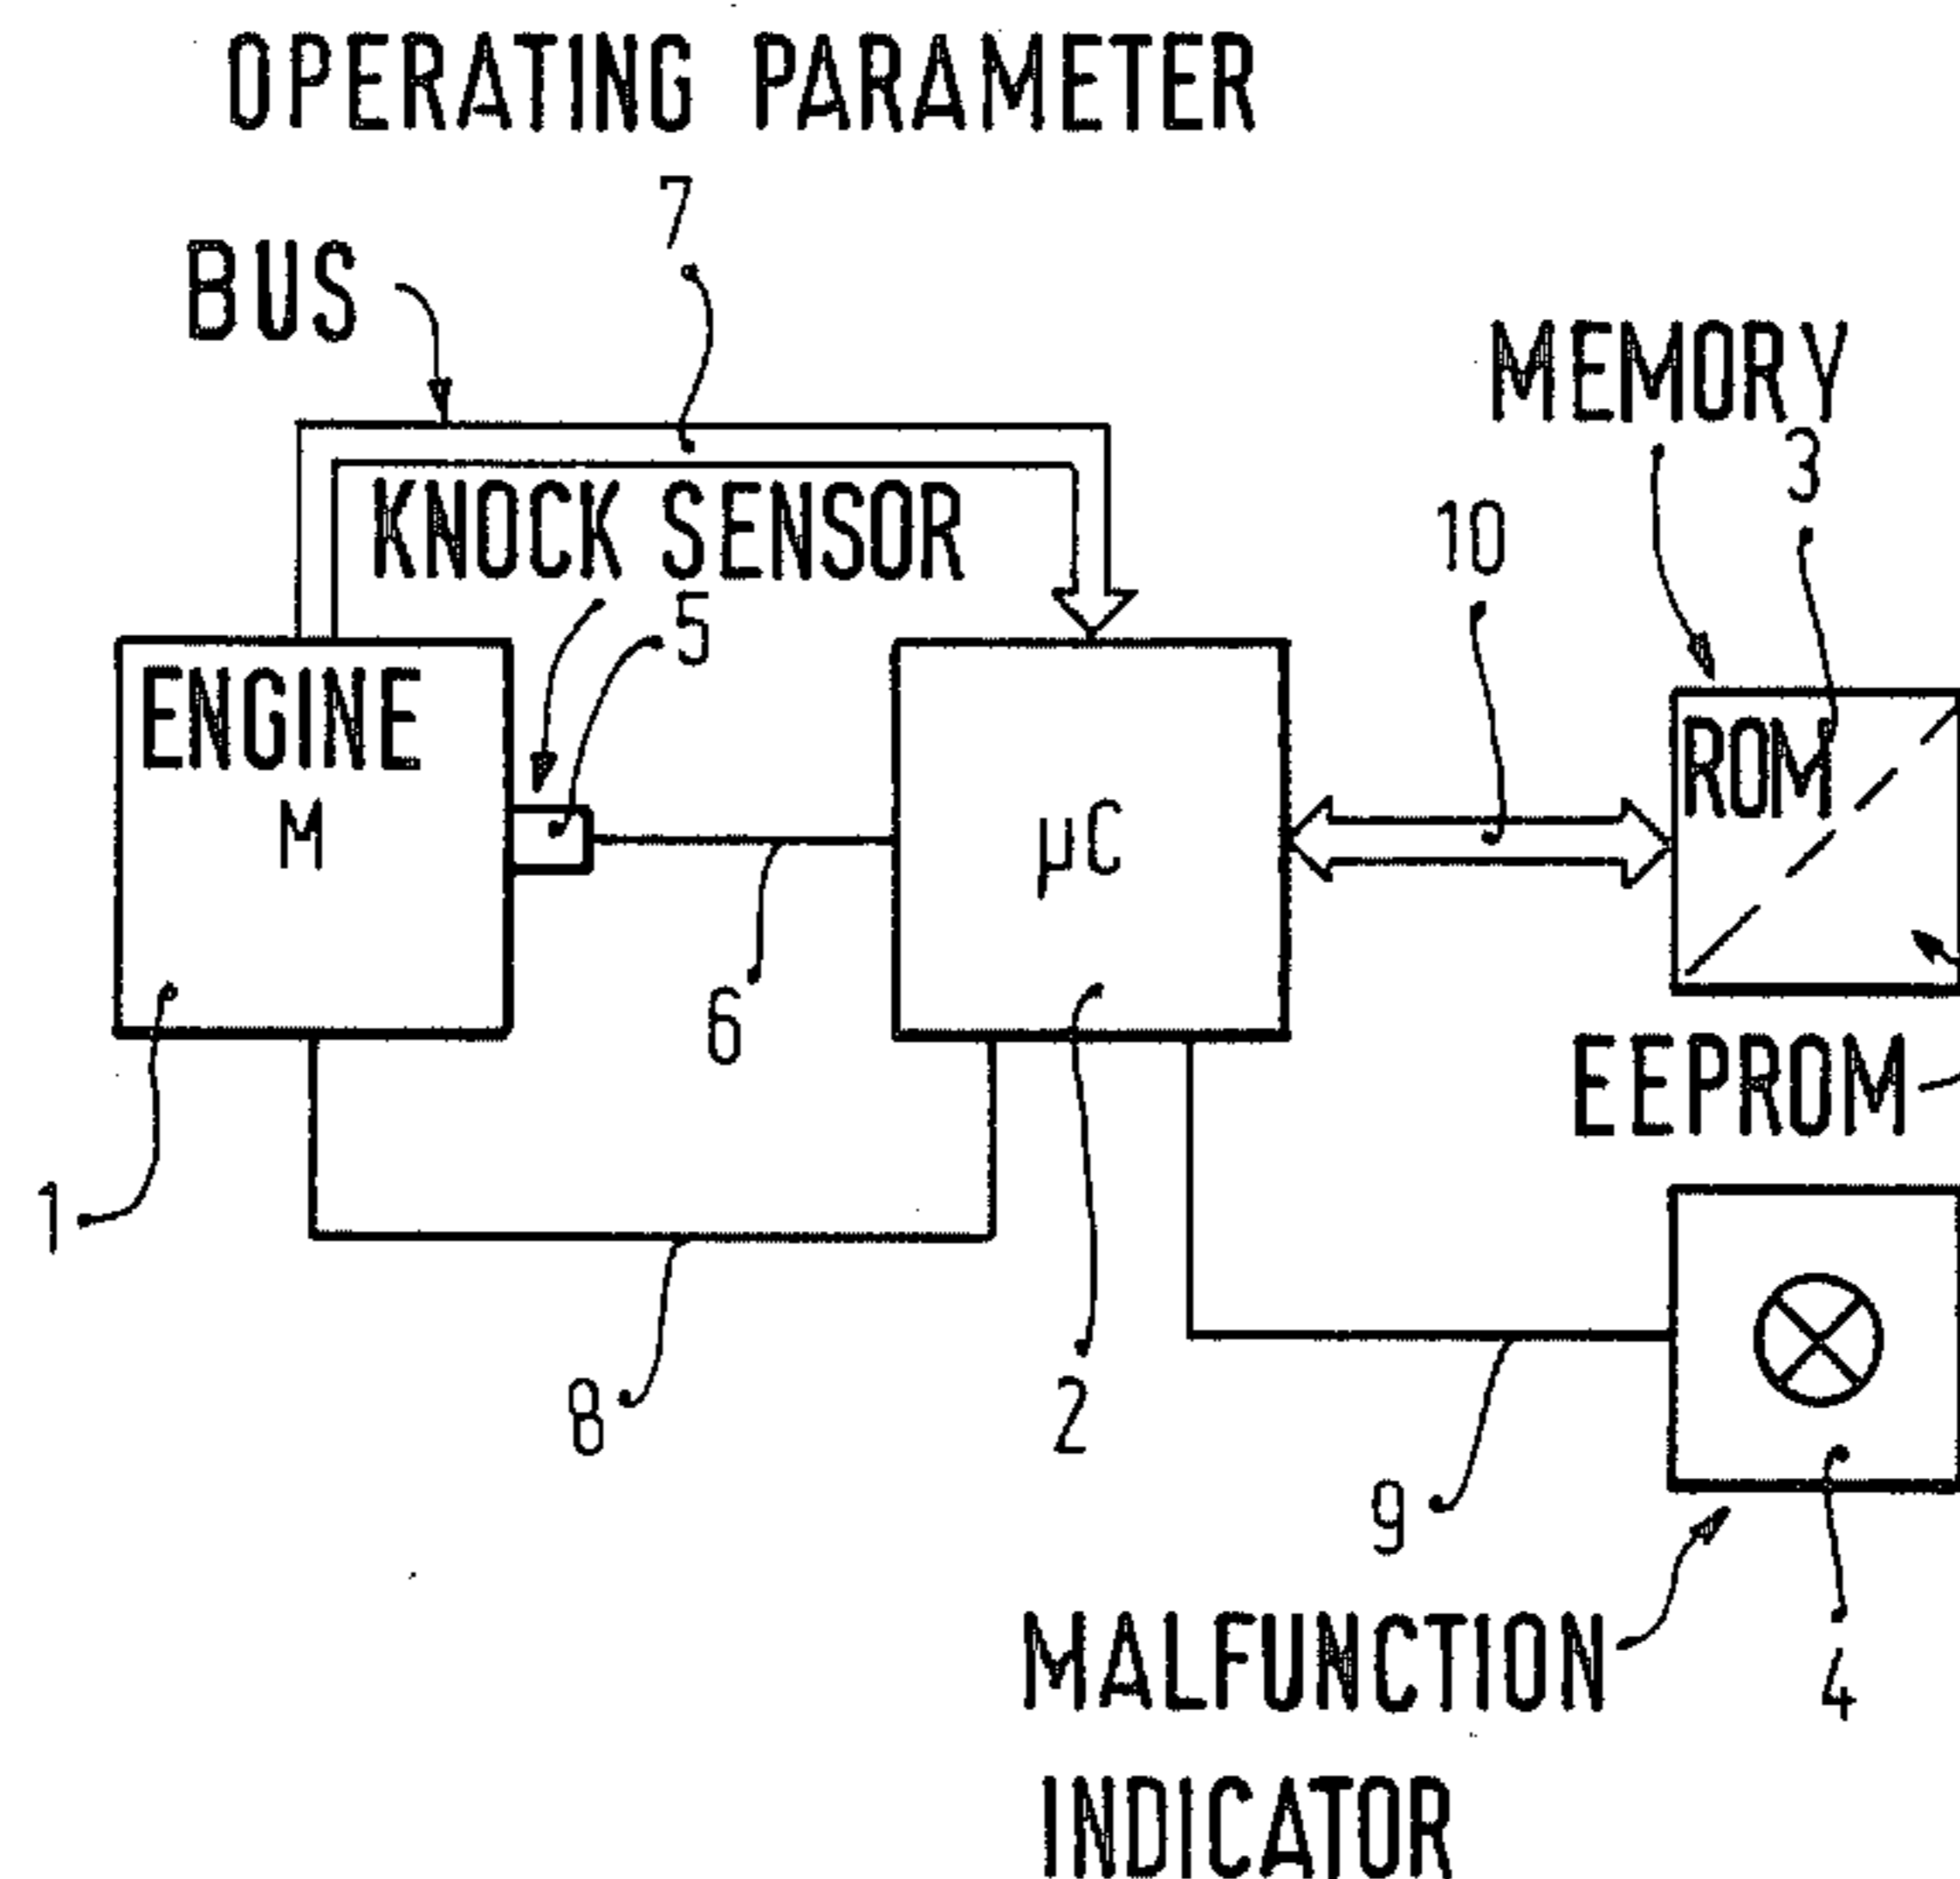 OPERATING PARAMETER
7
BUS
MEMORY
3
KNOCK SENSOR
10
5
ENGINE
M
ROM
µC
6
EEPROM
1
8
2
9
4
MALFUNCTION
INDICATOR